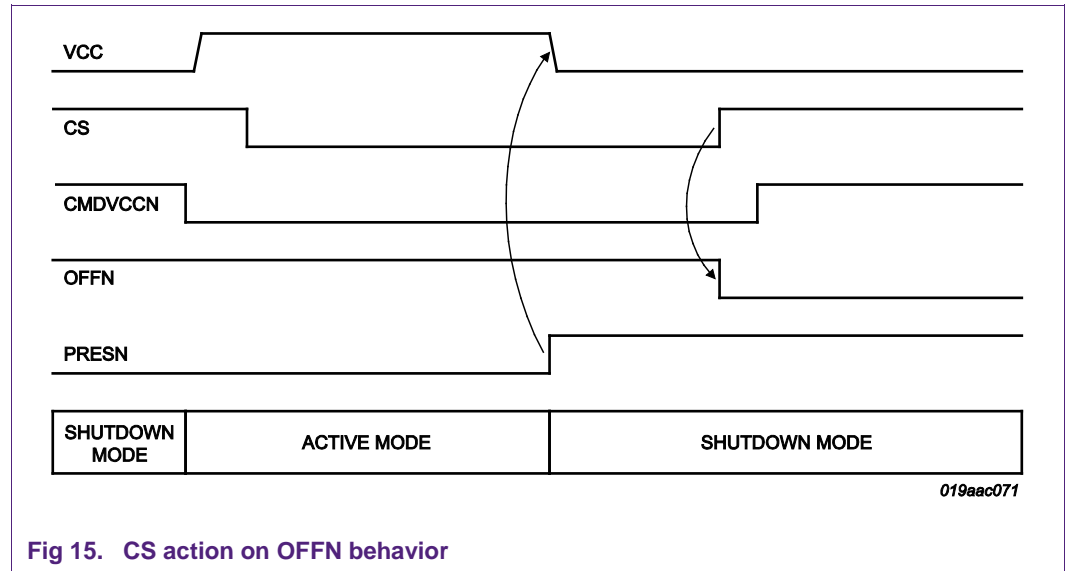 VCC
CS
CMDVCCN
OFFN
PRESN
SHUTDOWN
MODE
ACTIVE MODE
SHUTDOWN MODE
019aac071
Fig 15. CS action on OFFN behavior